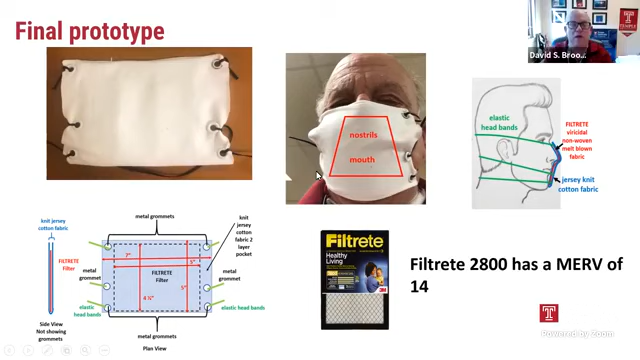 Final prototype
TEMPLE
David S. Broo...
nostrils
mouth
elastic
head bands
FILTRETE
viricidal
non-woven
melt blown
fabric
jersey knit
cotton fabric
knit jersey
cotton fabric
FILTRETE
Filter
metal
grommet
elastic
head bands
Side View
Not showing
grommets
metal grommets
7"
5"
FILTRETE
Filter
5"
4 ½"
metal grommets
Plan View
knit
jersey
cotton
fabric 2
layer
pocket
metal
grommet
elastic head bands
Filtrete
Healthy
Living
3M
Filtrete 2800 has a MERV of
14
Powered by Zoom